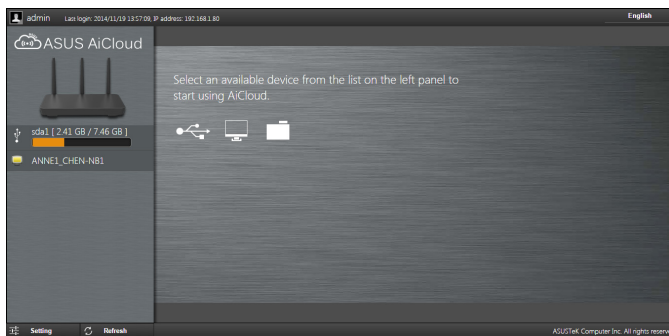 admin Last login: 2014/11/19 13:57:09, IP address: 192.168.1.80 English
ASUS AiCloud
Select an available device from the list on the left panel to
start using AiCloud.
sda1 [ 2.41 GB / 7.46 GB ]
ANNE1_CHEN-NB1
Setting Refresh ASUSTeK Computer Inc. All rights reserve